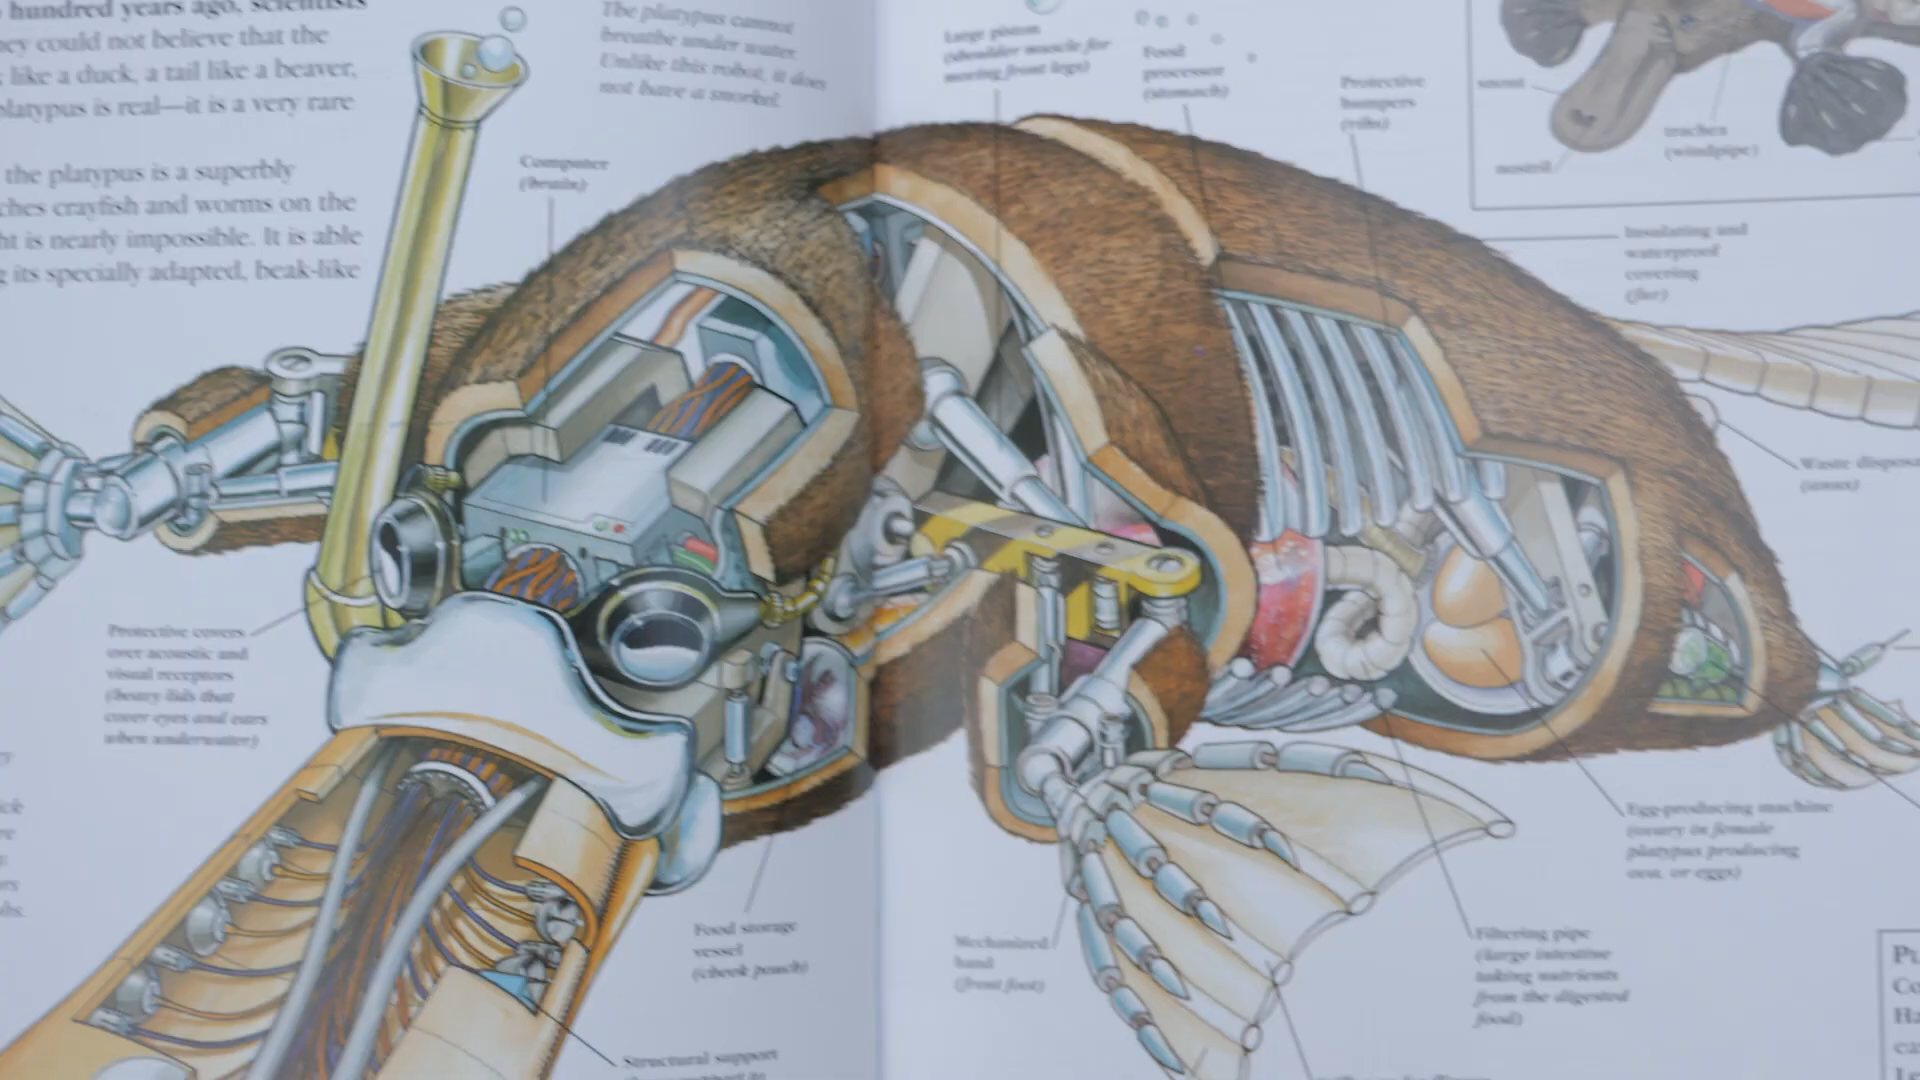 hundred years ago, scientists
ey could not believe that the
like a duck, a tail like a beaver,
platypus is real—it is a very rare
the platypus is a superbly
ches crayfish and worms on the
ht is nearly impossible. It is able
g its specially adapted, beak-like
The platypus cannot
breathe under water.
Unlike this robot, it does
not have a snorkel.
Computer
(brain)
Large piston
(shoulder muscle for
moving front legs)
Food
processor
(stomach)
Protective
bumpers
(ribs)
snout
nostril
trachea
(windpipe)
Insulating and
waterproof
covering
(fur)
Waste disposa
(anus)
Protective covers
over acoustic and
visual receptors
(heavy lids that
cover eyes and ears
when underwater)
Food storage
vessel
(cheek pouch)
Mechanized
hand
(front foot)
Egg-producing machine
(ovary in female
platypus producing
ova, or eggs)
Filtering pipe
(large intestine
taking nutrients
from the digested
food)
Structural support